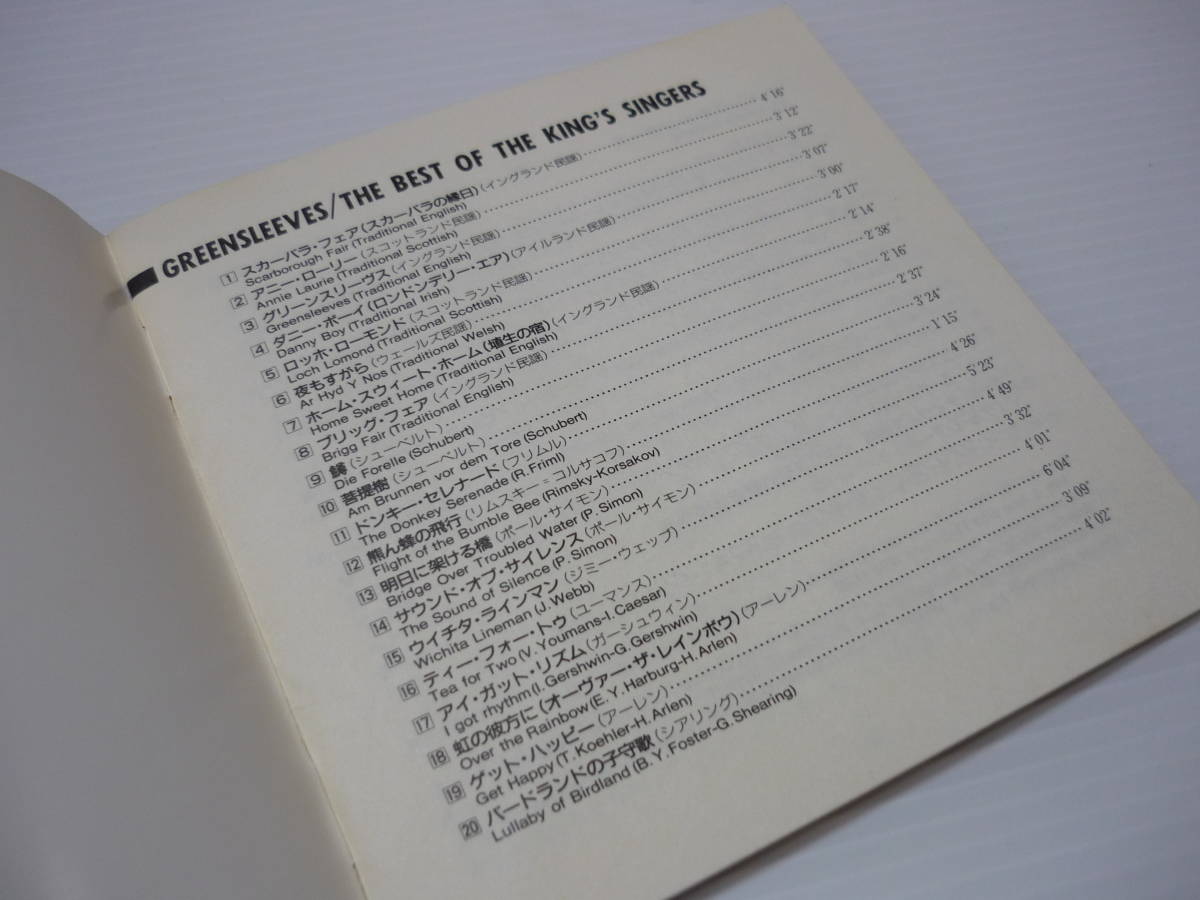 GREENSLEEVES/THE BEST OF THE KING'S SINGERS
1 スカーバラ・フェア(スカーバラの縁日)(イングランド民謡)……4'16"
Scarborough Fair (Traditional English)
2 アニー・ローリー(スコットランド民謡)……3'12"
Annie Laurie (Traditional Scottish)
3 グリーンスリーヴス(イングランド民謡)……3'22"
Greensleeves (Traditional English)
4 ダニー・ボーイ(ロンドンデリー・エア)(アイルランド民謡)……3'07"
Danny Boy (Traditional Irish)
5 ロッホ・ローモンド(スコットランド民謡)……3'00"
Loch Lomond (Traditional Scottish)
6 夜もすがら(ウェールズ民謡)……2'17"
Ar Hyd Y Nos (Traditional Welsh)
7 ホーム・スウィート・ホーム(埴生の宿)(イングランド民謡)……2'14"
Home Sweet Home (Traditional English)
8 ブリッグ・フェア(イングランド民謡)……2'38"
Brigg Fair (Traditional English)
9 鱒(シューベルト)……2'16"
Die Forelle (Schubert)
10 菩提樹(シューベルト)……2'37"
Am Brunnen vor dem Tore (Schubert)
11 ドンキー・セレナード(フリムル)……3'24"
The Donkey Serenade (R. Friml)
12 熊ん蜂の飛行(リムスキー=コルサコフ)……1'15"
Flight of the Bumble Bee (Rimsky-Korsakov)
13 明日に架ける橋(ポール・サイモン)……4'26"
Bridge Over Troubled Water (P. Simon)
14 サウンド・オブ・サイレンス(ポール・サイモン)……5'23"
The Sound of Silence (P. Simon)
15 ウイチタ・ラインマン(ジミー・ウェッブ)……4'49"
Wichita Lineman (J. Webb)
16 ティー・フォー・トゥ(ユーマンス)……3'32"
Tea for Two (V. Youmans-I. Caesar)
17 アイ・ガット・リズム(ガーシュウィン)……4'01"
I got rhythm (I. Gershwin-G. Gershwin)
18 虹の彼方に(オーヴァー・ザ・レインボウ)(アーレン)……6'04"
Over the Rainbow (E. Y. Harburg-H. Arlen)
19 ゲット・ハッピー(アーレン)……3'09"
Get Happy (T. Koehler-H. Arlen)
20 バードランドの子守歌(シアリング)……4'02"
Lullaby of Birdland (B. Y. Foster-G. Shearing)